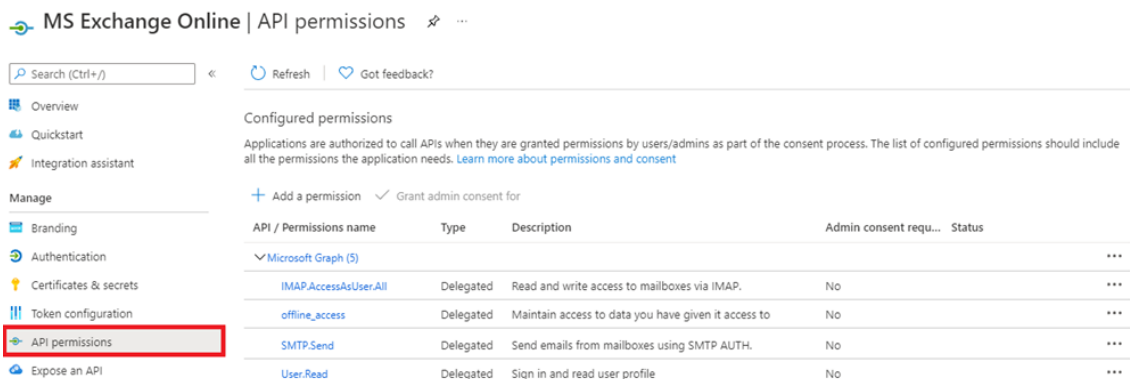 MS Exchange Online | API permissions
Search (Ctrl+/)
Overview
Quickstart
Integration assistant
Manage
Branding
Authentication
Certificates & secrets
Token configuration
API permissions
Expose an API
Refresh
Got feedback?
Configured permissions
Applications are authorized to call APIs when they are granted permissions by users/admins as part of the consent process. The list of configured permissions should include
all the permissions the application needs. Learn more about permissions and consent
Add a permission
Grant admin consent for
API / Permissions name Type Description Admin consent requ... Status
Microsoft Graph (5)
IMAP.AccessAsUser.All Delegated Read and write access to mailboxes via IMAP. No
offline_access Delegated Maintain access to data you have given it access to No
SMTP.Send Delegated Send emails from mailboxes using SMTP AUTH. No
User.Read Delegated Sign in and read user profile No